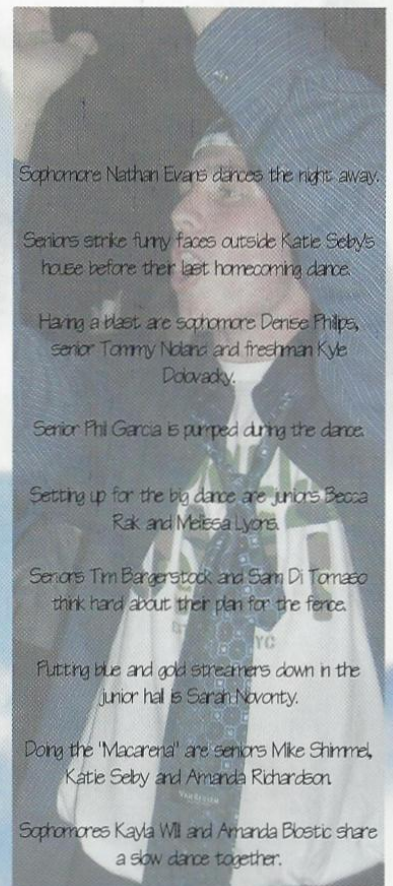 Sophomore Nathan Evans dances the night away.
Seniors strike funny faces outside Katie Selby's
house before their last homecoming dance.
Having a blast are sophomore Denise Philips,
senior Tommy Noland and freshman Kyle
Dolovacky.
Senior Phil Garcia is pumped during the dance.
Setting up for the big dance are juniors Becca
Rak and Melissa Lyons.
Seniors Tim Bargerstock and Sam Di Tomaso
think hard about their plan for the fence.
YC
Putting blue and gold streamers down in the
junior hall is Sarah Novonty.
Doing the "Macarena" are seniors Mike Shimmel,
Katie Selby and Amanda Richardson.
Sophomores Kayla Will and Amanda Blostic share
a slow dance together.